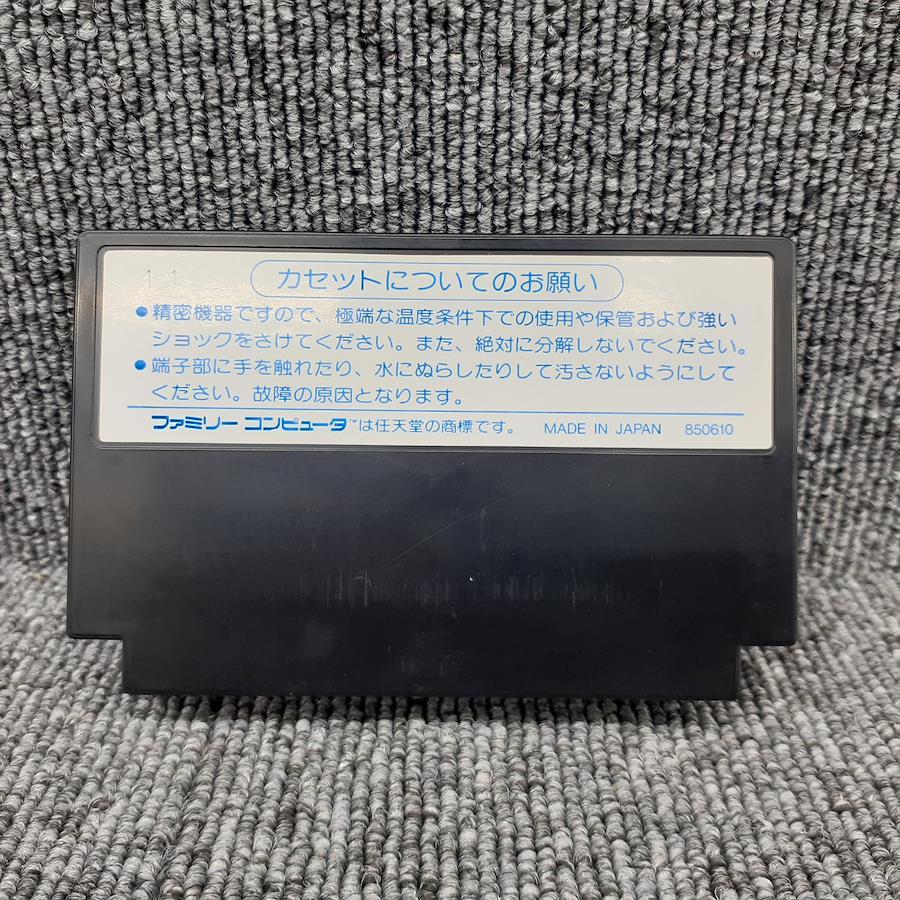 11
カセットについてのお願い
●精密機器ですので、極端な温度条件下での使用や保管および強い
ショックをさけてください。また、絶対に分解しないでください。
●端子部に手を触れたり、水にぬらしたりして汚さないようにして
ください。故障の原因となります。
ファミリー コンピュータ™は任天堂の商標です。 MADE IN JAPAN 850610